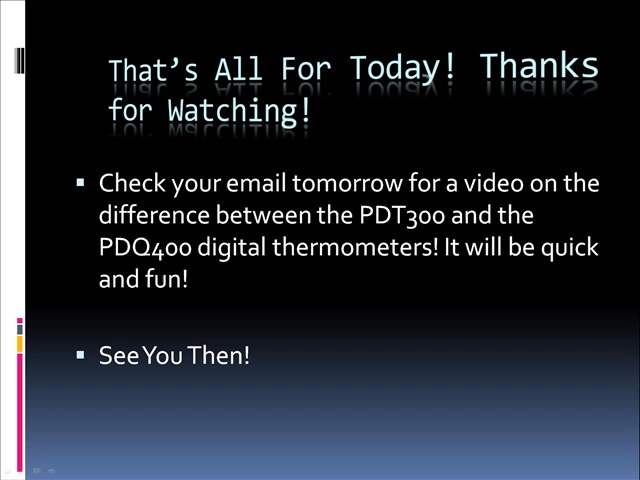 That's All For Today! Thanks
for Watching!
Check your email tomorrow for a video on the
difference between the PDT300 and the
PDQ400 digital thermometers! It will be quick
and fun!
See You Then!